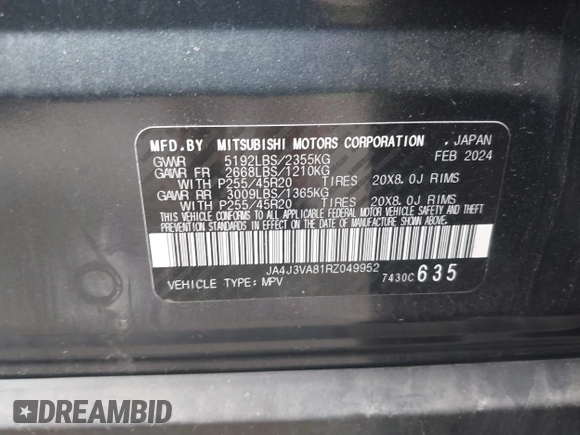 MFD.BY MITSUBISHI MOTORS CORPORATION , JAPAN
GVWR 5192LBS/2355KG FEB 2024
GAWR FR 2668LBS/1210KG
WITH P255/45R20 TIRES 20X8.0J RIMS
GAWR RR 3009LBS/1365KG
WITH P255/45R20 TIRES 20X8.0J RIMS
THIS VEHICLE CONFORMS TO ALL APPLICABLE FEDERAL MOTOR VEHICLE SAFETY AND THEFT
PREVENTION STANDARDS IN EFFECT ON THE DATE OF MANUFACTURE SHOWN ABOVE.
JA4J3VA81RZ049952
VEHICLE TYPE:MPV 7430C 635
DREAMBID